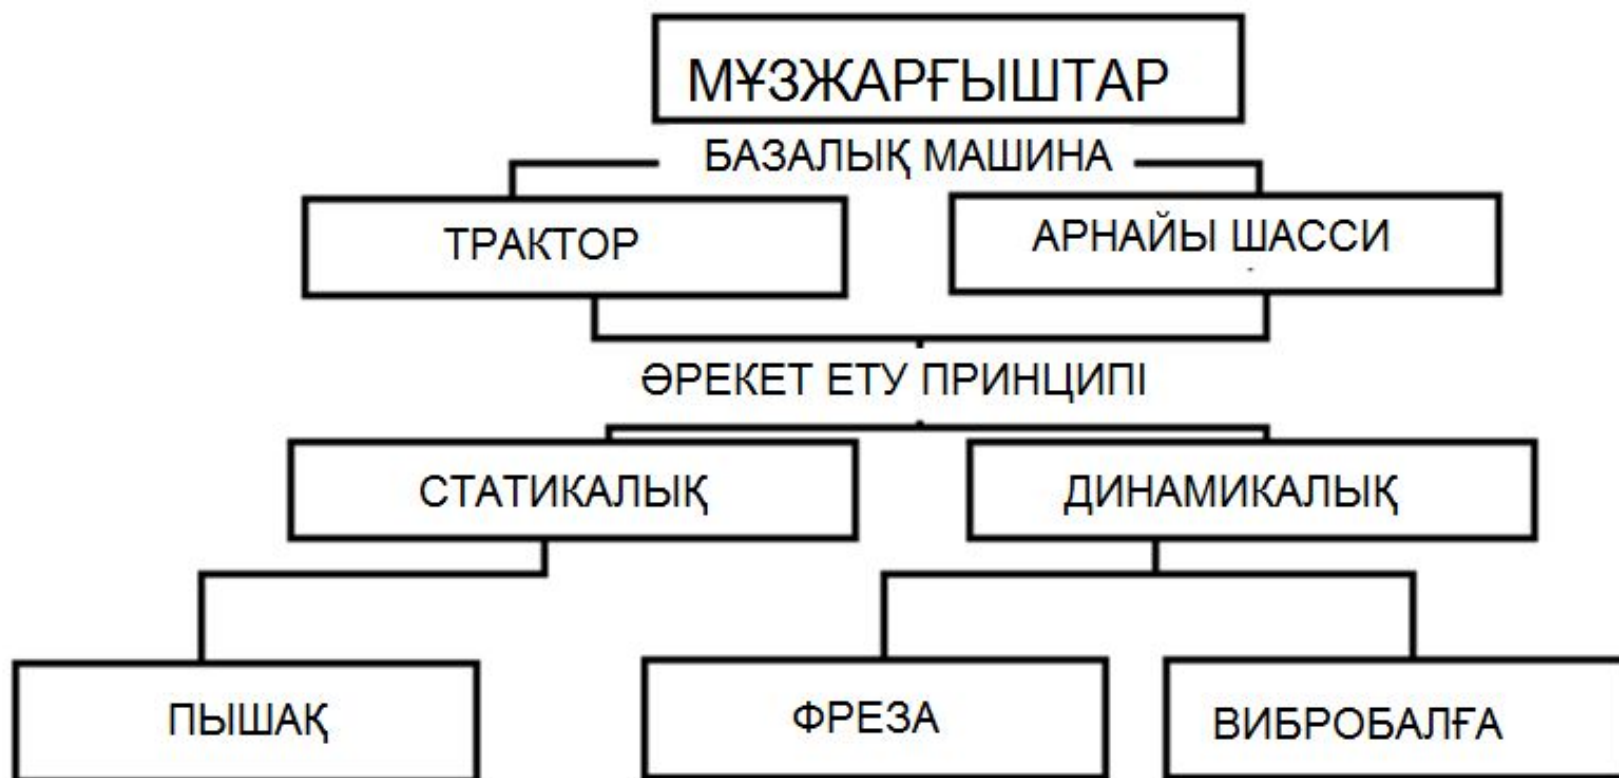 МҰЗЖАРҒЫШТАР
БАЗАЛЫҚ МАШИНА
ТРАКТОР
АРНАЙЫ ШАССИ
ӘРЕКЕТ ЕТУ ПРИНЦИПІ
СТАТИКАЛЫҚ
ДИНАМИКАЛЫҚ
ПЫШАҚ
ФРЕЗА
ВИБРОБАЛҒА